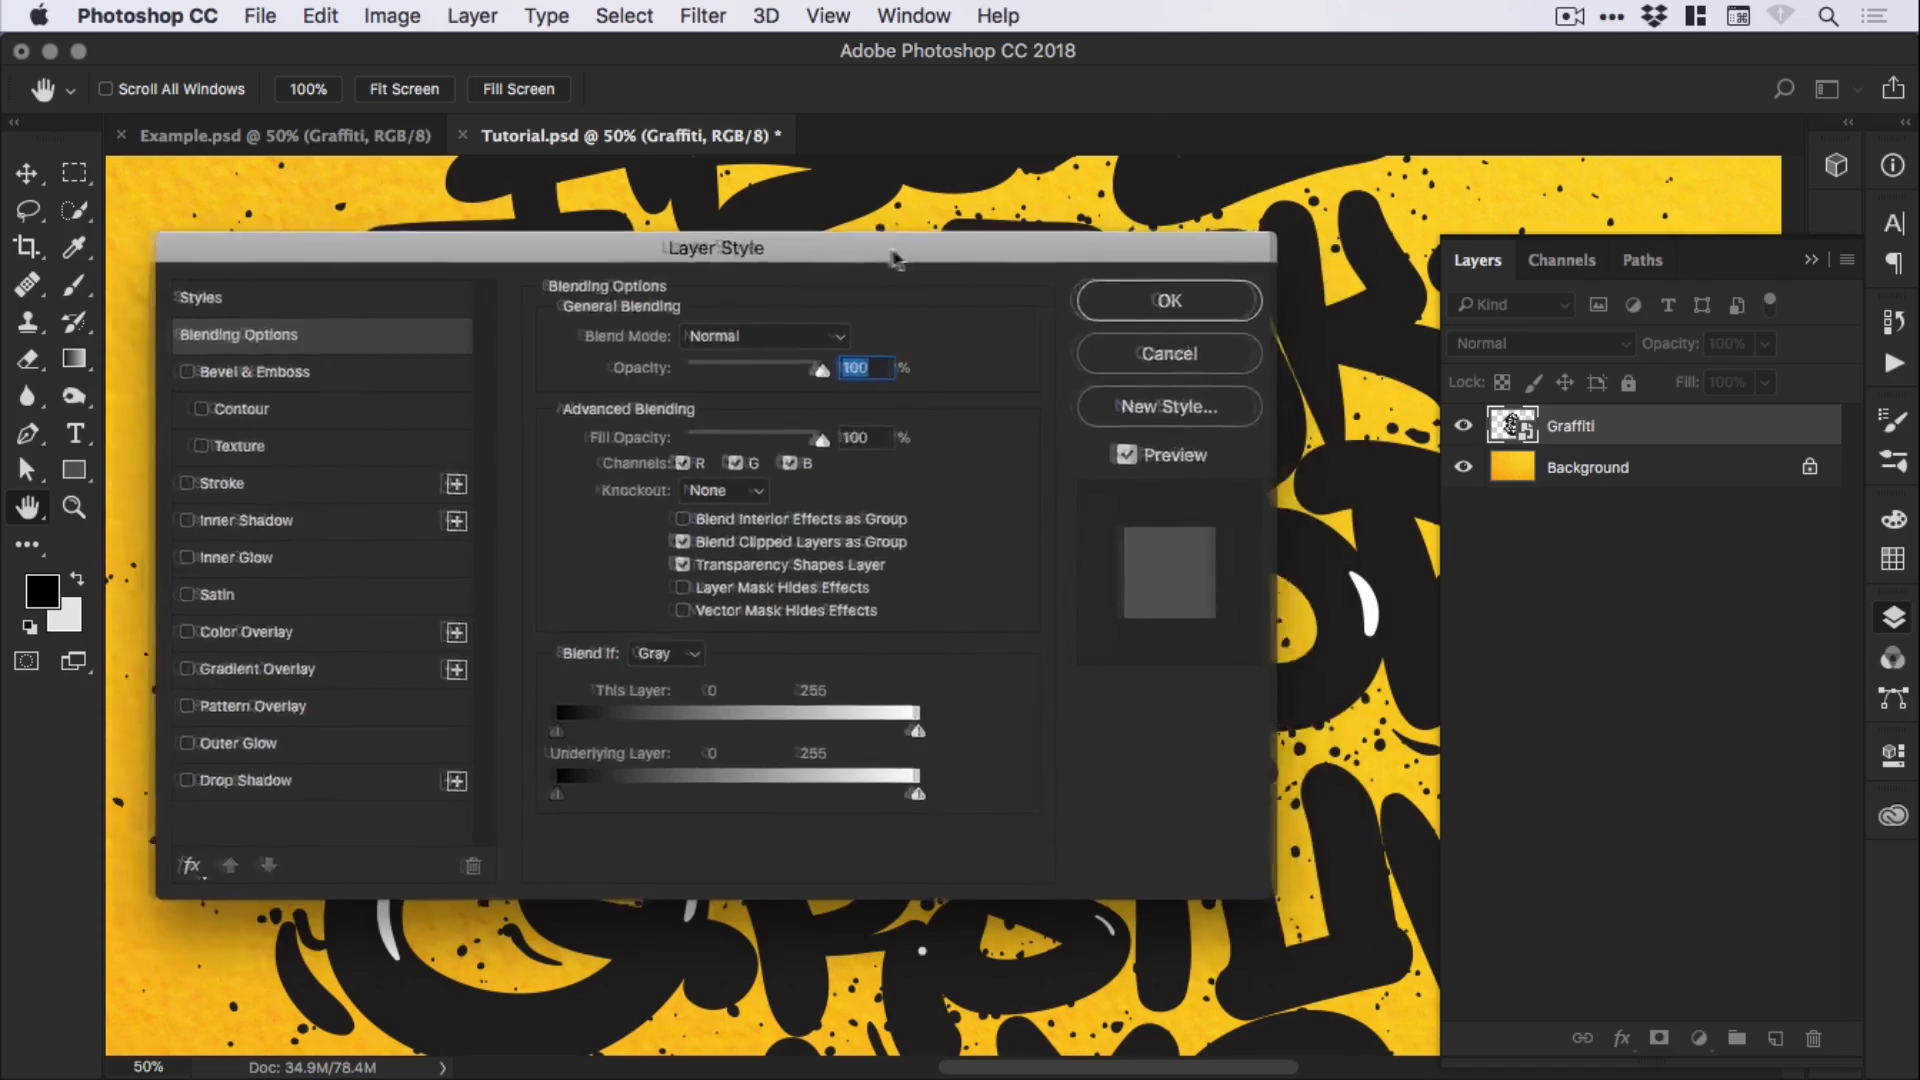 Photoshop CC File Edit Image Layer Type Select Filter 3D View Window Help
Adobe Photoshop CC 2018
Scroll All Windows 100% Fit Screen Fill Screen
Example.psd @ 50% (Graffiti, RGB/8) Tutorial.psd @ 50% (Graffiti, RGB/8) *
Layer Style
Styles
Blending Options
Bevel & Emboss
Contour
Texture
Stroke
Inner Shadow
Inner Glow
Satin
Color Overlay
Gradient Overlay
Pattern Overlay
Outer Glow
Drop Shadow
fx
Blending Options
General Blending
Blend Mode: Normal
Opacity: 100 %
Advanced Blending
Fill Opacity: 100 %
Channels: R G B
Knockout: None
Blend Interior Effects as Group
Blend Clipped Layers as Group
Transparency Shapes Layer
Layer Mask Hides Effects
Vector Mask Hides Effects
Blend If: Gray
This Layer: 0 255
Underlying Layer: 0 255
OK
Cancel
New Style...
Preview
Layers Channels Paths
Kind
Normal Opacity: 100%
Lock: Fill: 100%
Graffiti
Background
fx
50% Doc: 34.9M/78.4M